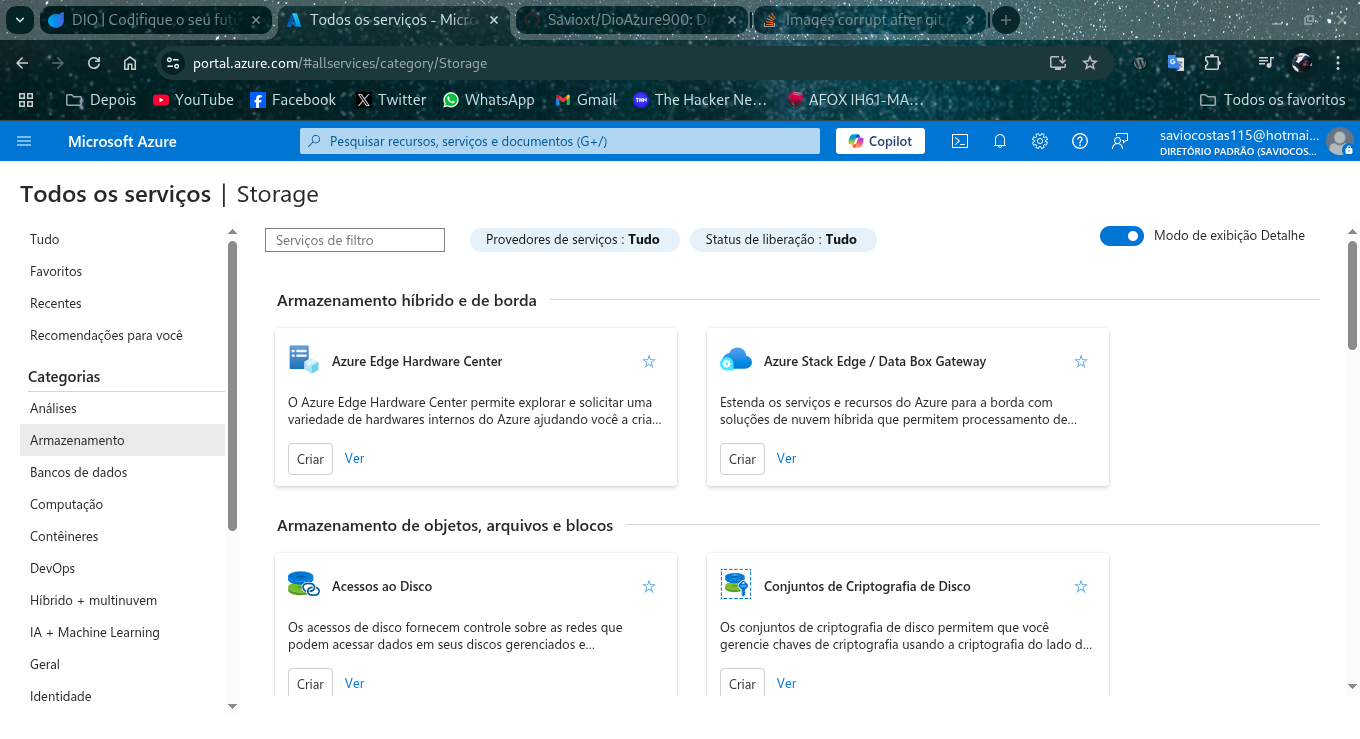 DIO | Codifique o seu futu
Todos os serviços - Micro
Savioxt/DioAzure900: Di
Images corrupt after git
portal.azure.com/#allservices/category/Storage
Depois
YouTube
Facebook
Twitter
WhatsApp
Gmail
The Hacker Ne...
AFOX IH61-MA...
Todos os favoritos
Microsoft Azure
Pesquisar recursos, serviços e documentos (G+/)
Copilot
saviocostas115@hotmai...
DIRETÓRIO PADRÃO (SAVIOCOS...
Todos os serviços | Storage
Tudo
Favoritos
Recentes
Recomendações para você
Categorias
Análises
Armazenamento
Bancos de dados
Computação
Contêineres
DevOps
Híbrido + multinuvem
IA + Machine Learning
Geral
Identidade
Serviços de filtro
Provedores de serviços : Tudo
Status de liberação : Tudo
Modo de exibição Detalhe
Armazenamento híbrido e de borda
Azure Edge Hardware Center
O Azure Edge Hardware Center permite explorar e solicitar uma
variedade de hardwares internos do Azure ajudando você a cria...
Criar
Ver
Azure Stack Edge / Data Box Gateway
Estenda os serviços e recursos do Azure para a borda com
soluções de nuvem híbrida que permitem processamento de...
Criar
Ver
Armazenamento de objetos, arquivos e blocos
Acessos ao Disco
Os acessos de disco fornecem controle sobre as redes que
podem acessar dados em seus discos gerenciados e...
Criar
Ver
Conjuntos de Criptografia de Disco
Os conjuntos de criptografia de disco permitem que você
gerencie chaves de criptografia usando a criptografia do lado d...
Criar
Ver